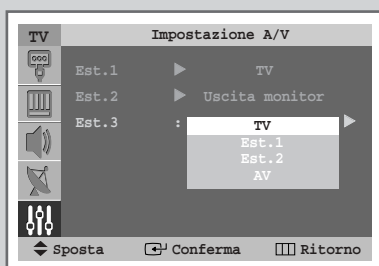 TV Impostazione A/V
Est.1 TV
Est.2 Uscita monitor
Est.3 : TV
Est.1
Est.2
AV
Sposta Conferma Ritorno